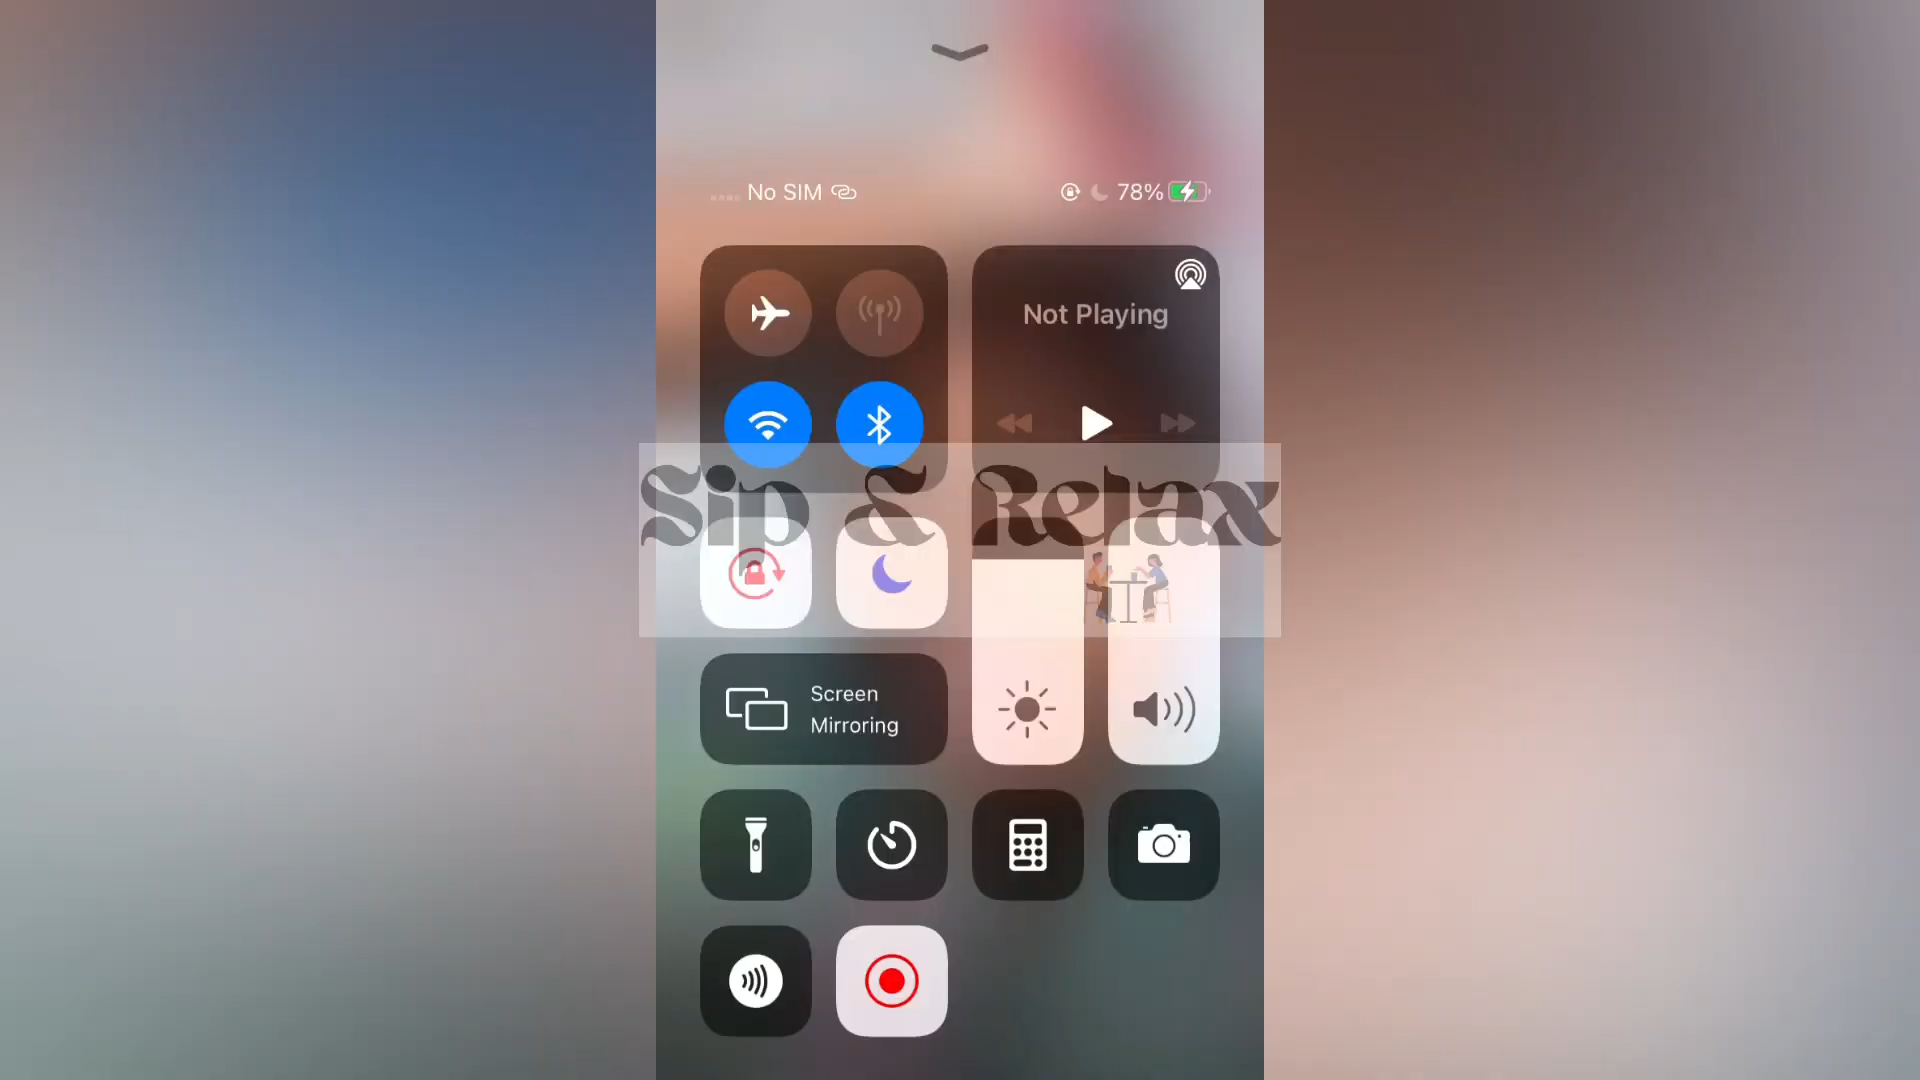 No SIM
78%
Not Playing
Sip & Relax
Screen
Mirroring